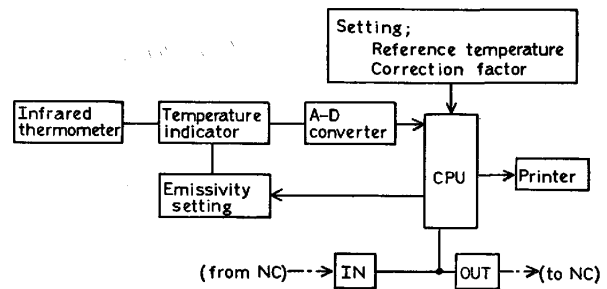 Setting;
Reference temperature
Correction factor
Infrared
thermometer
Temperature
indicator
A-D
converter
CPU
Printer
Emissivity
setting
(from NC)
IN
OUT
(to NC)